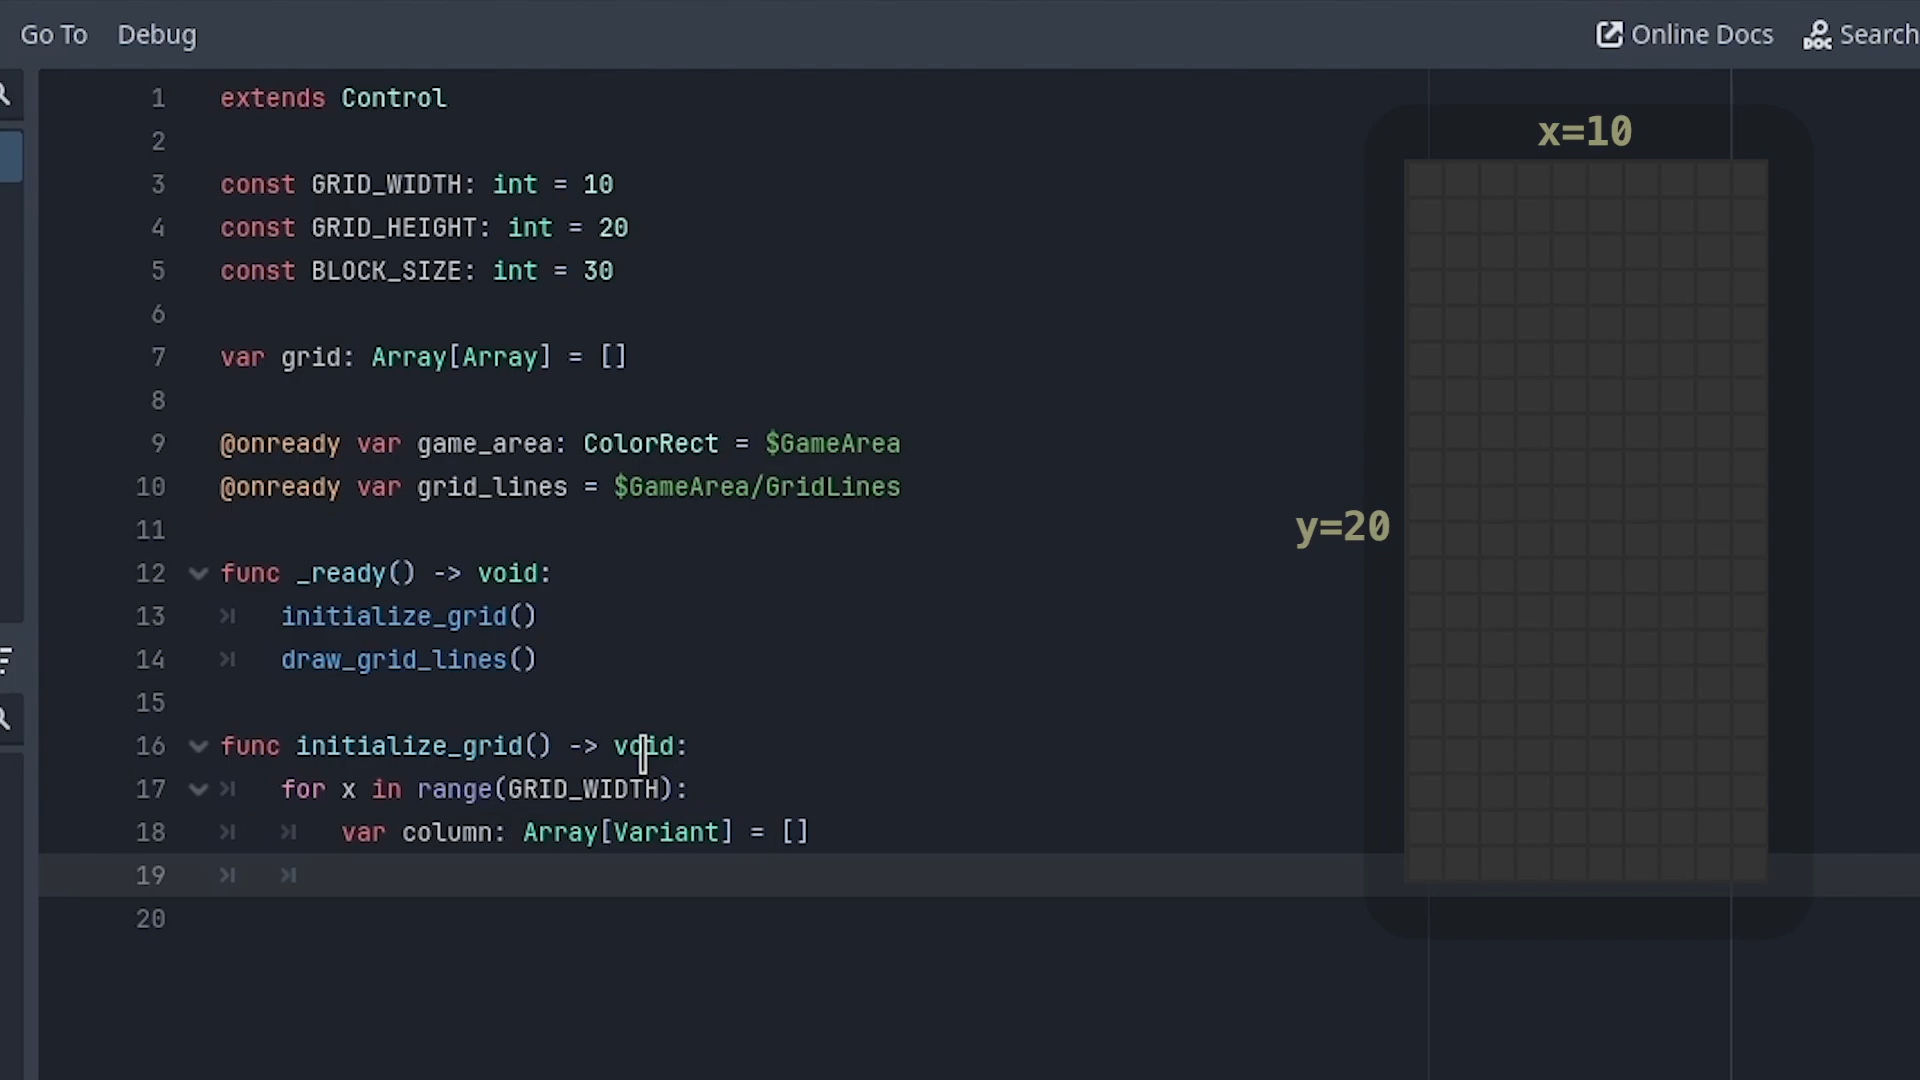 Go To Debug Online Docs Search
1 extends Control
2
3 const GRID_WIDTH: int = 10
4 const GRID_HEIGHT: int = 20
5 const BLOCK_SIZE: int = 30
6
7 var grid: Array[Array] = []
8
9 @onready var game_area: ColorRect = $GameArea
10 @onready var grid_lines = $GameArea/GridLines
11
12 func _ready() -> void:
13 initialize_grid()
14 draw_grid_lines()
15
16 func initialize_grid() -> void:
17 for x in range(GRID_WIDTH):
18 var column: Array[Variant] = []
19
20
x=10
y=20